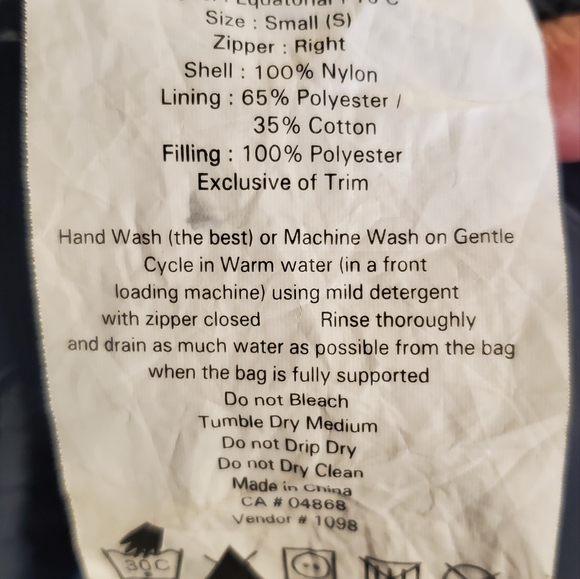 Equatorial
Size : Small (S)
Zipper : Right
Shell : 100% Nylon
Lining : 65% Polyester /
35% Cotton
Filling : 100% Polyester
Exclusive of Trim
Hand Wash (the best) or Machine Wash on Gentle
Cycle in Warm water (in a front
loading machine) using mild detergent
with zipper closed Rinse thoroughly
and drain as much water as possible from the bag
when the bag is fully supported
Do not Bleach
Tumble Dry Medium
Do not Drip Dry
Do not Dry Clean
Made in China
CA # 04868
Vendor # 1098
30C